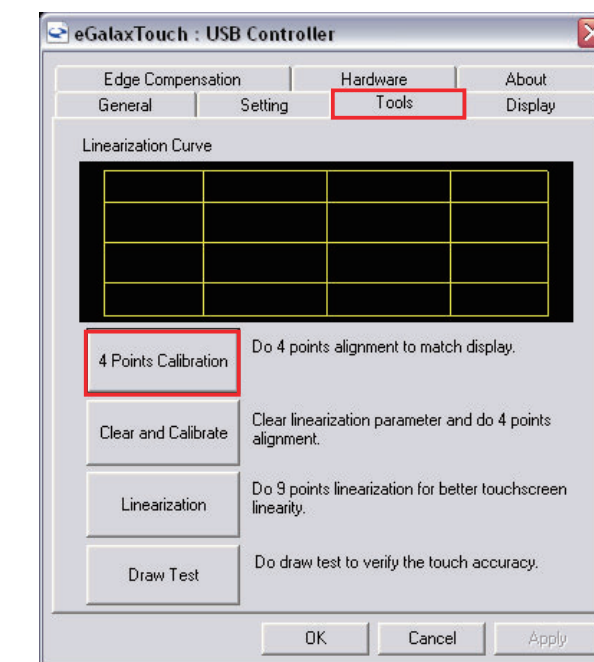 eGalaxTouch : USB Controller
Edge Compensation Hardware About
General Setting Tools Display
Linearization Curve
4 Points Calibration
Do 4 points alignment to match display.
Clear and Calibrate
Clear linearization parameter and do 4 points
alignment.
Linearization
Do 9 points linearization for better touchscreen
linearity.
Draw Test
Do draw test to verify the touch accuracy.
OK Cancel Apply